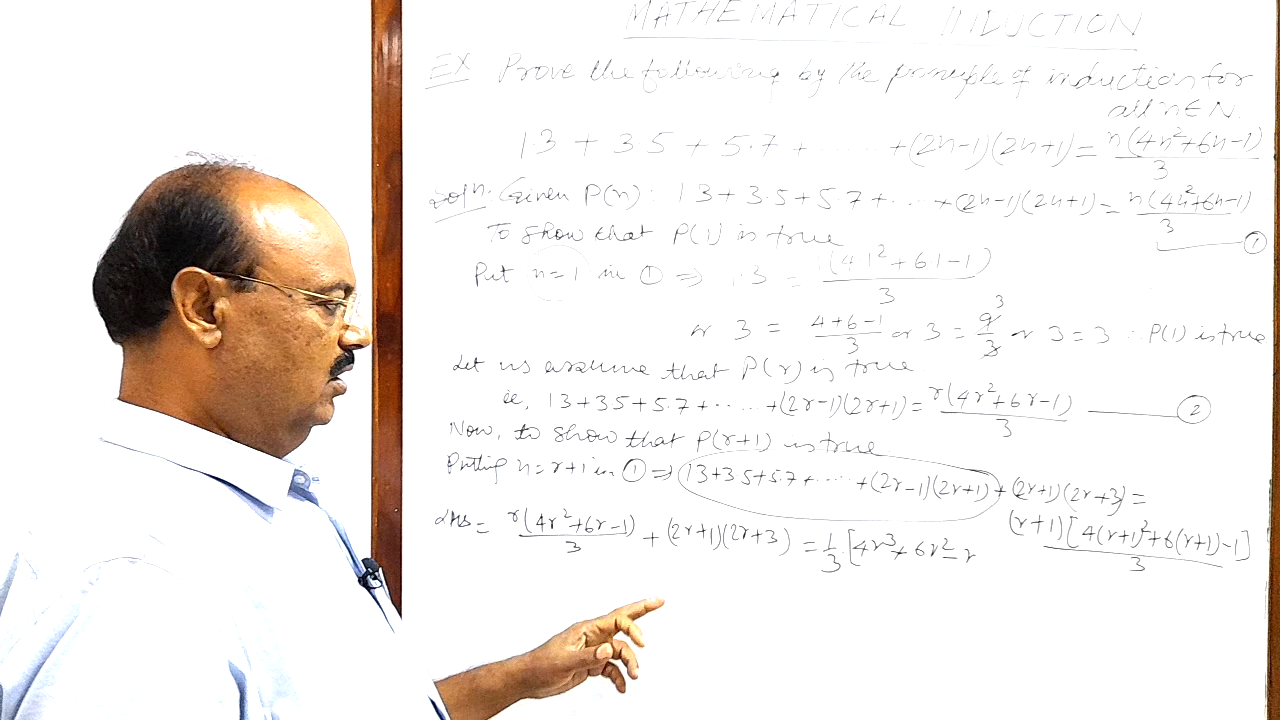 MATHEMATICAL INDUCTION
EX Prove the following by the principle of induction for
all n ∈ N.
1.3 + 3.5 + 5.7 + ...... + (2n-1)(2n+1) = n(4n²+6n-1)/3
Soln. Given P(n): 1.3 + 3.5 + 5.7 + .... + (2n-1)(2n+1) = n(4n²+6n-1)/3 —— ①
To show that P(1) is true
Put n=1 in ① ⇒ 1.3 = 1(4.1²+6.1-1)/3
or 3 = 4+6-1/3 or 3 = 9/3 3 or 3 = 3 ∴ P(1) is true
Let us assume that P(r) is true
ie, 1.3+3.5+5.7+......+(2r-1)(2r+1) = r(4r²+6r-1)/3 —— ②
Now, to show that P(r+1) is true
Putting n=r+1 in ① ⇒ 1.3+3.5+5.7+.....+(2r-1)(2r+1)+(2r+1)(2r+3) =
(r+1)[4(r+1)²+6(r+1)-1]/3
LHS = r(4r²+6r-1)/3 + (2r+1)(2r+3) = 1/3 [4r³+6r²-r